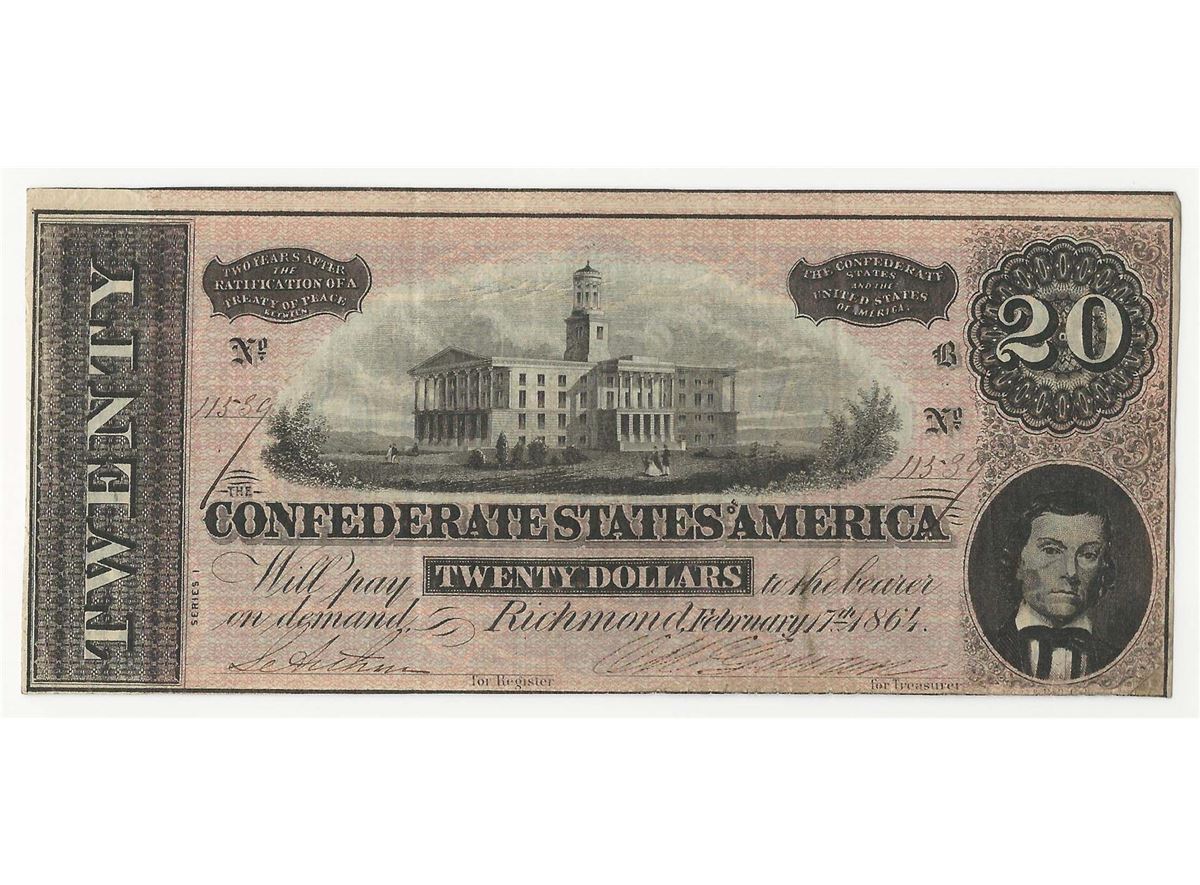 TWENTY
TWO YEARS AFTER
THE
RATIFICATION OF A
TREATY OF PEACE
BETWEEN
THE CONFEDERATE
STATES
AND THE
UNITED STATES
OF AMERICA.
20
No
B
11539
No
11539
THE
CONFEDERATE STATES OF AMERICA
Will pay TWENTY DOLLARS to the bearer
on demand, Richmond, February 17th, 1864.
SERIES 1
for Register
for Treasurer